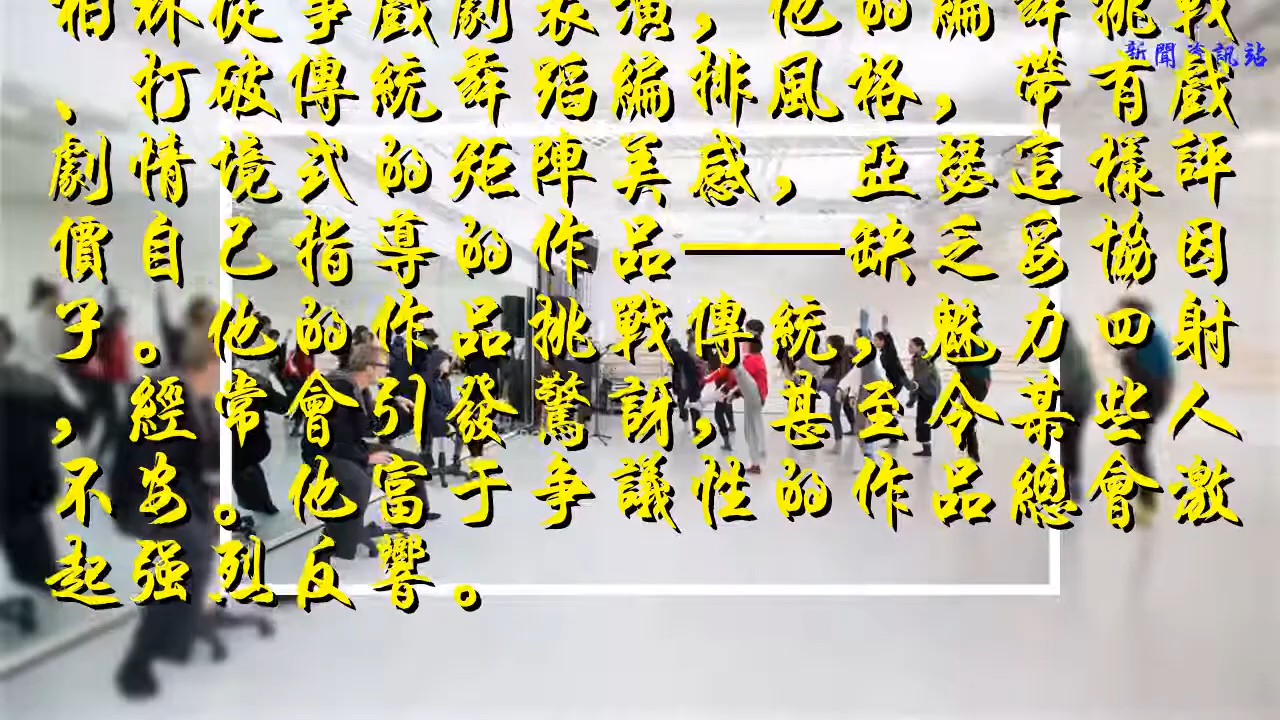 柏林從事戲劇表演，他的編舞挑戰
新聞資訊站
、打破傳統舞蹈編排風格，帶有戲
劇情境式的矩陣美感，亞瑟這樣評
價自己指導的作品——缺乏妥協因
子。他的作品挑戰傳統，魅力四射
，經常會引發驚訝，甚至令某些人
不安。他富于爭議性的作品總會激
起强烈反響。